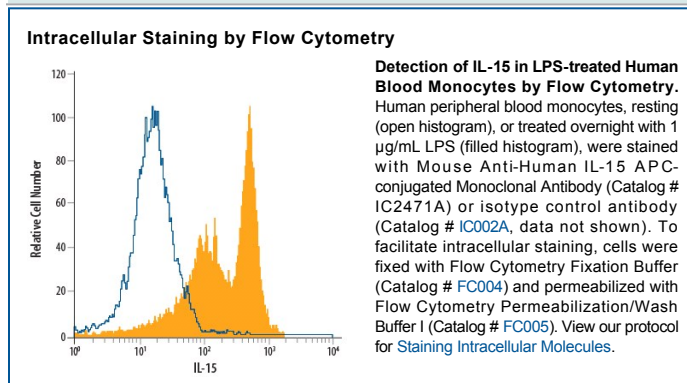 Intracellular Staining by Flow Cytometry
120
100
80
60
40
20
0
Relative Cell Number
10⁰ 10¹ 10² 10³ 10⁴
IL-15
Detection of IL-15 in LPS-treated Human
Blood Monocytes by Flow Cytometry.
Human peripheral blood monocytes, resting
(open histogram), or treated overnight with 1
µg/mL LPS (filled histogram), were stained
with Mouse Anti-Human IL-15 APC-
conjugated Monoclonal Antibody (Catalog #
IC2471A) or isotype control antibody
(Catalog # IC002A, data not shown). To
facilitate intracellular staining, cells were
fixed with Flow Cytometry Fixation Buffer
(Catalog # FC004) and permeabilized with
Flow Cytometry Permeabilization/Wash
Buffer I (Catalog # FC005). View our protocol
for Staining Intracellular Molecules.